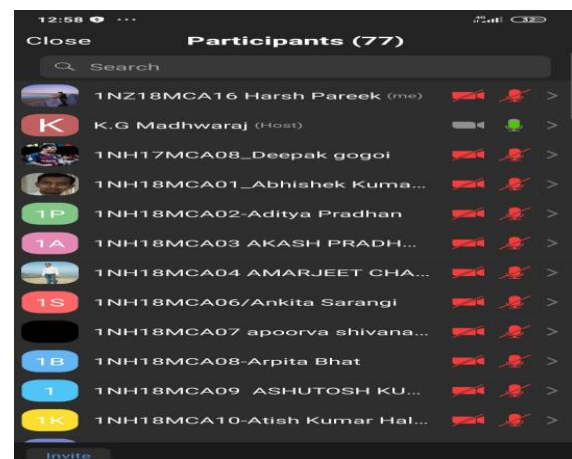 12:58 ... 4G 32
Close Participants (77)
Search
1NZ18MCA16 Harsh Pareek (me)
K K.G Madhwaraj (Host)
1NH17MCA08_Deepak gogoi
1NH18MCA01_Abhishek Kuma...
1P 1NH18MCA02-Aditya Pradhan
1A 1NH18MCA03 AKASH PRADH...
1NH18MCA04 AMARJEET CHA...
1S 1NH18MCA06/Ankita Sarangi
1NH18MCA07 apoorva shivana...
1B 1NH18MCA08-Arpita Bhat
1 1NH18MCA09 ASHUTOSH KU...
1K 1NH18MCA10-Atish Kumar Hal...
Invite